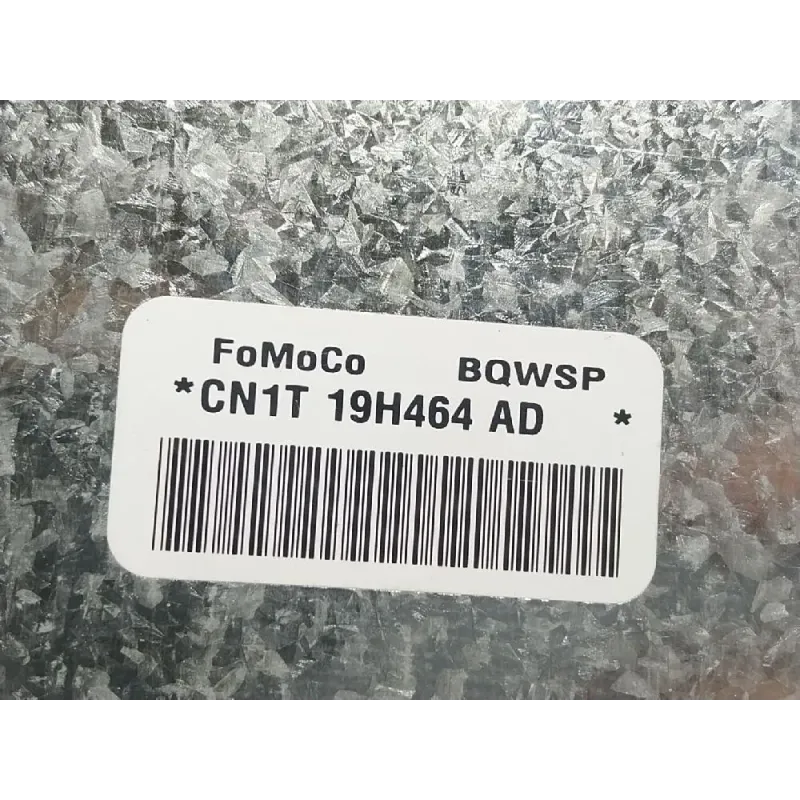 FoMoCo BQWSP
*CN1T 19H464 AD *